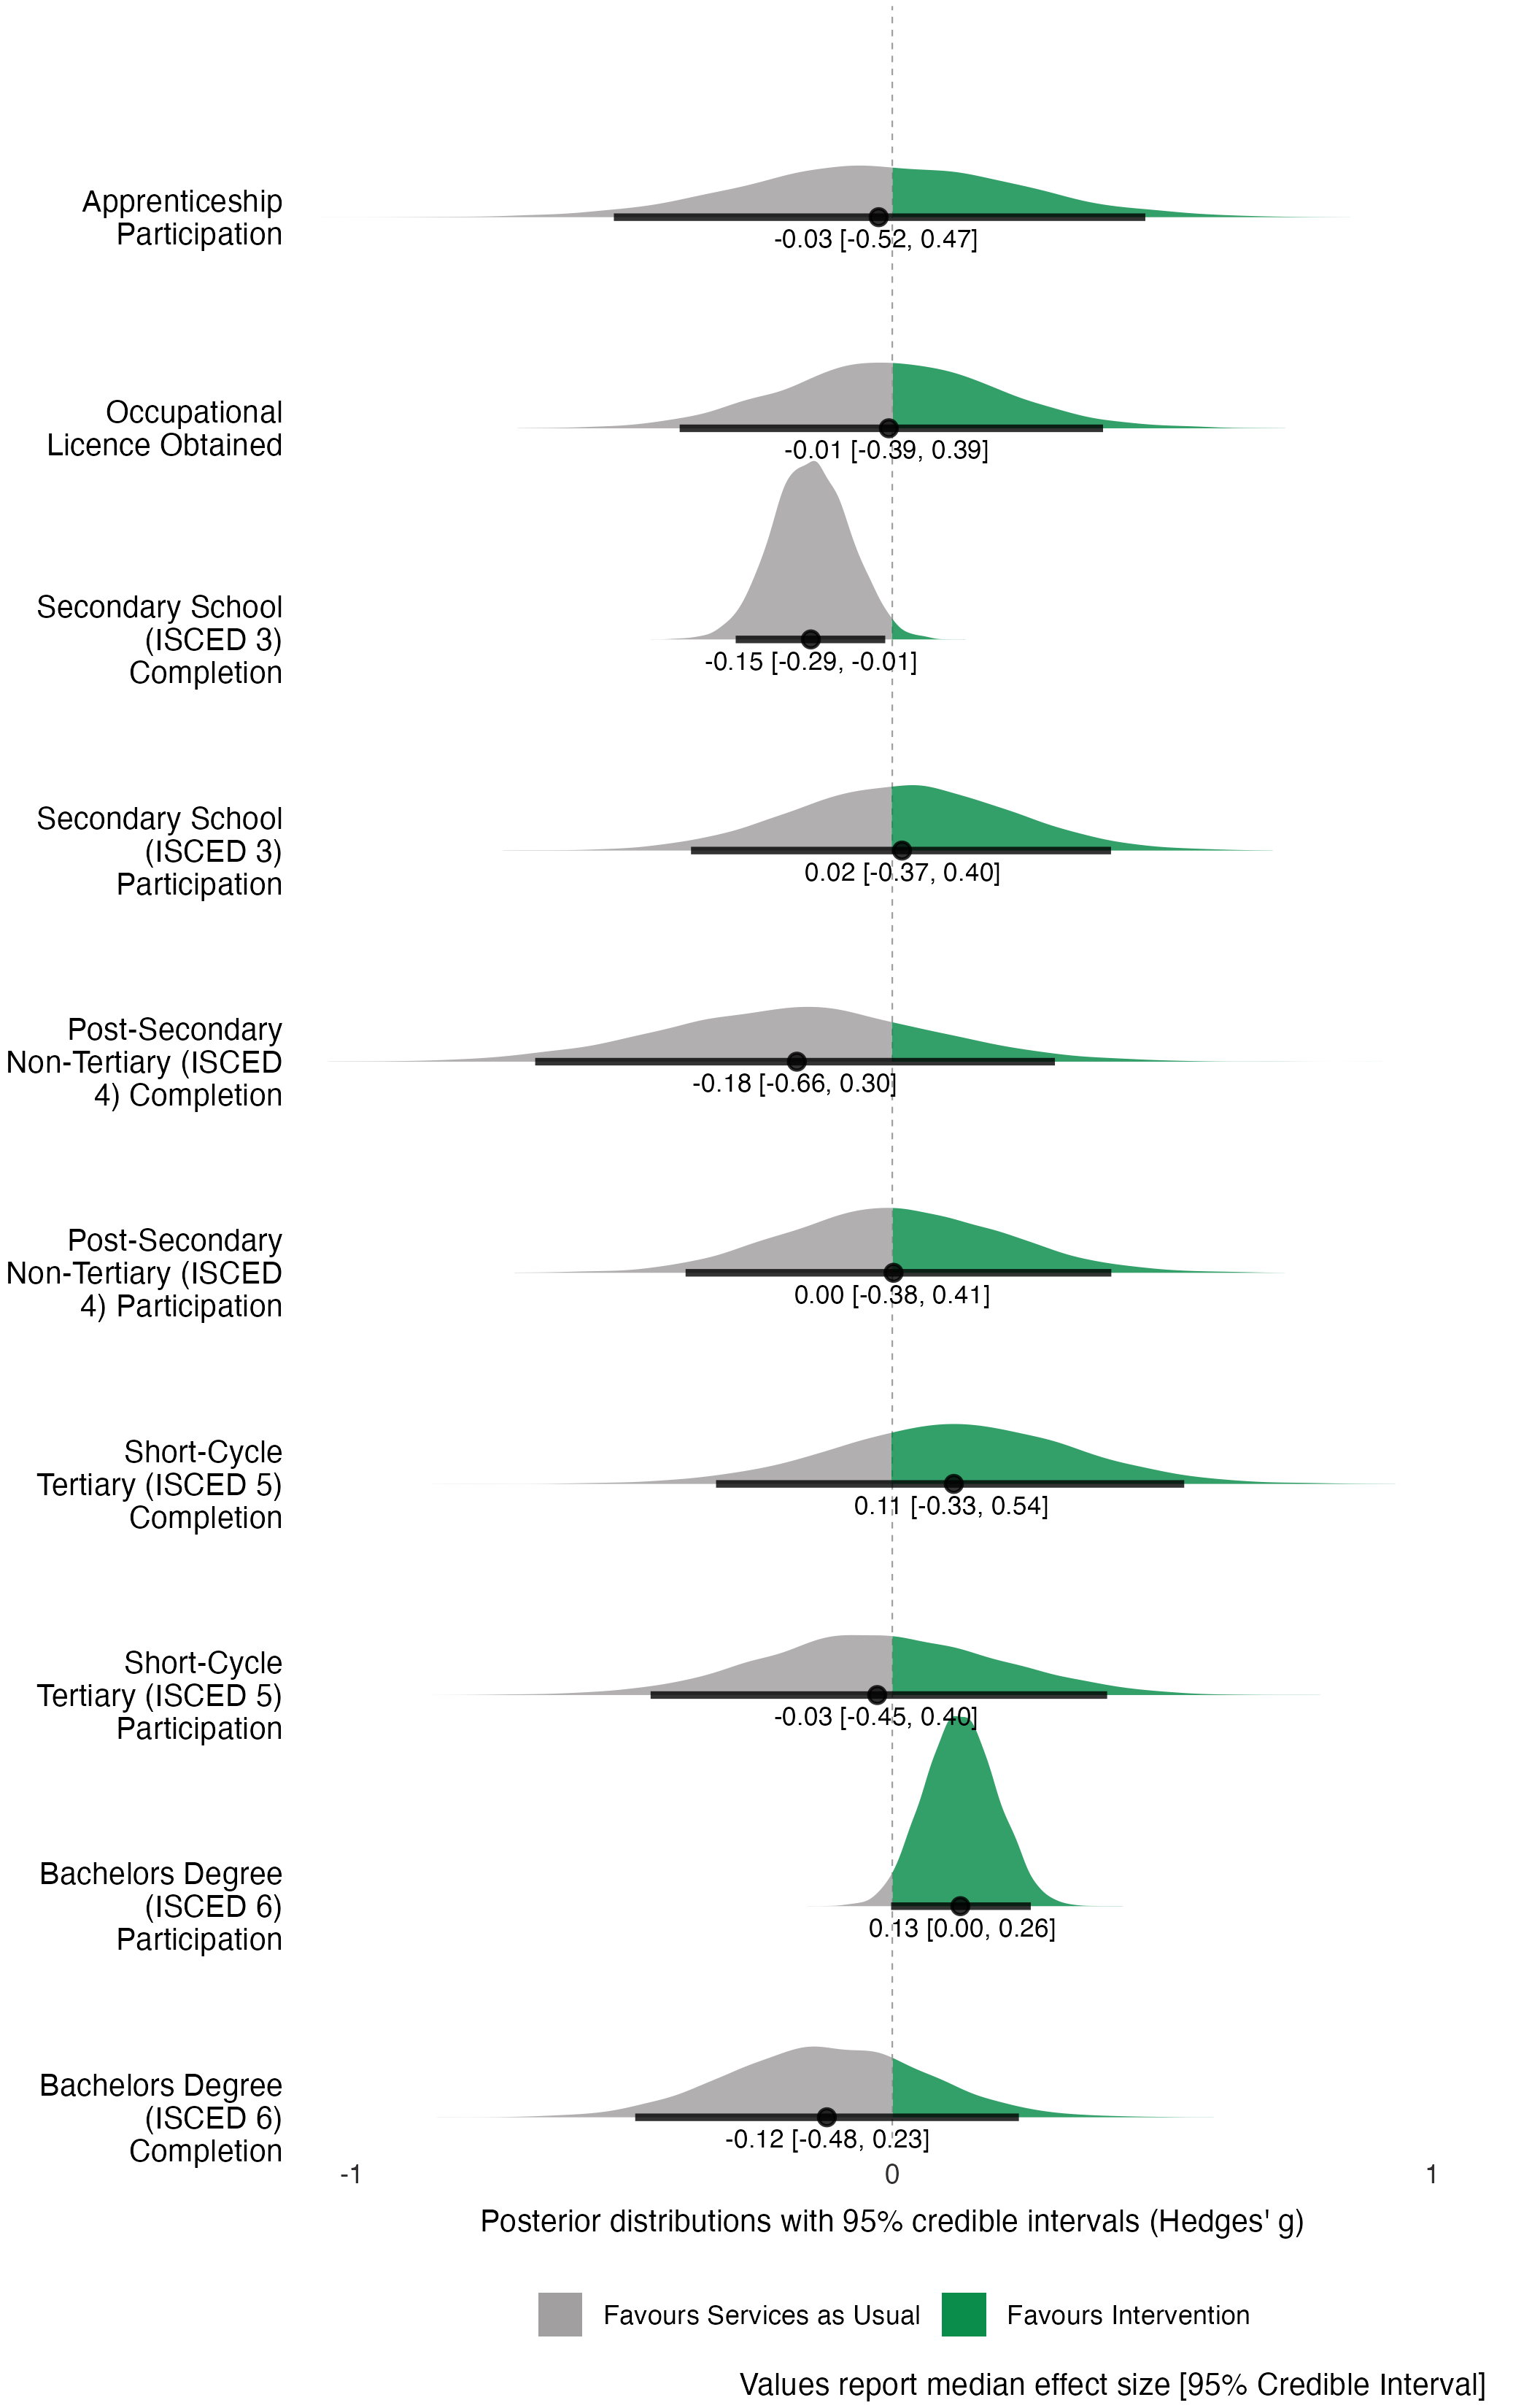 Apprenticeship
Participation
-0.03 [-0.52, 0.47]
Occupational
Licence Obtained
-0.01 [-0.39, 0.39]
Secondary School
(ISCED 3)
Completion
-0.15 [-0.29, -0.01]
Secondary School
(ISCED 3)
Participation
0.02 [-0.37, 0.40]
Post-Secondary
Non-Tertiary (ISCED
4) Completion
-0.18 [-0.66, 0.30]
Post-Secondary
Non-Tertiary (ISCED
4) Participation
0.00 [-0.38, 0.41]
Short-Cycle
Tertiary (ISCED 5)
Completion
0.11 [-0.33, 0.54]
Short-Cycle
Tertiary (ISCED 5)
Participation
-0.03 [-0.45, 0.40]
Bachelors Degree
(ISCED 6)
Participation
0.13 [0.00, 0.26]
Bachelors Degree
(ISCED 6)
Completion
-0.12 [-0.48, 0.23]
-1 0 1
Posterior distributions with 95% credible intervals (Hedges' g)
Favours Services as Usual Favours Intervention
Values report median effect size [95% Credible Interval]